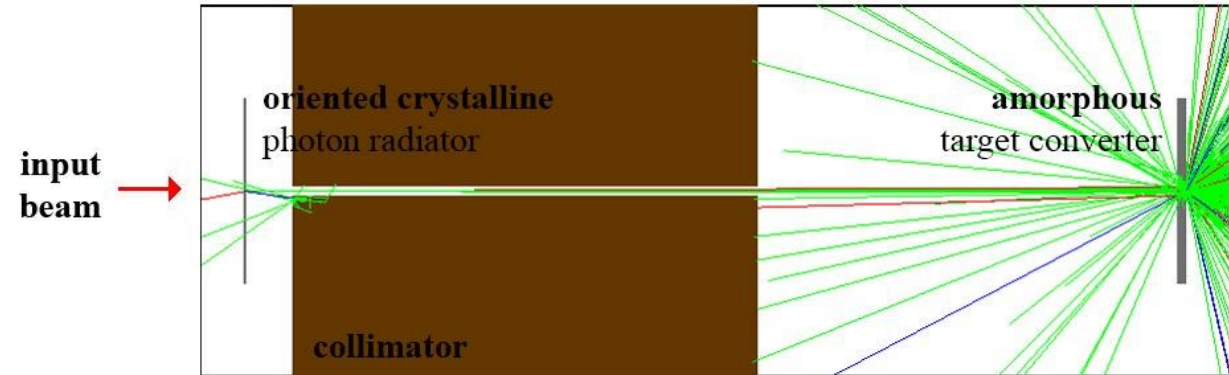 input
beam
oriented crystalline
photon radiator
collimator
amorphous
target converter